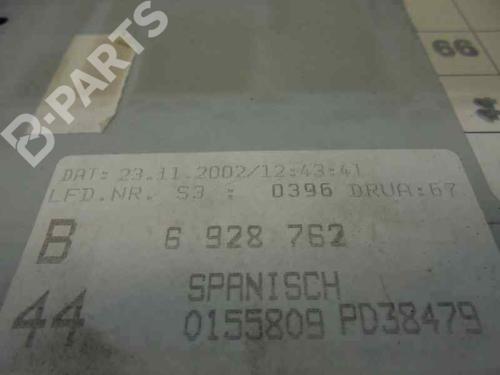 B-PARTS
66
DAT: 23.11.2002/12:43:41
LFD.NR. S3 : 0396 DRUA:67
B 6 928 762
SPANISCH
44 0155809 PD38479